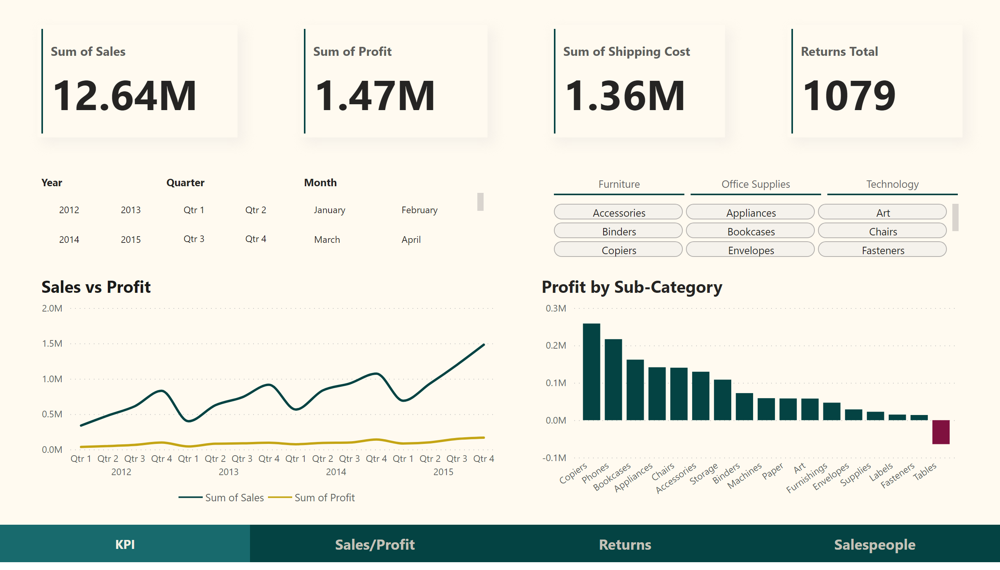 Sum of Sales
12.64M
Sum of Profit
1.47M
Sum of Shipping Cost
1.36M
Returns Total
1079
Year
2012 2013
2014 2015
Quarter
Qtr 1 Qtr 2
Qtr 3 Qtr 4
Month
January February
March April
Furniture Office Supplies Technology
Accessories Appliances Art
Binders Bookcases Chairs
Copiers Envelopes Fasteners
Sales vs Profit
2.0M
1.5M
1.0M
0.5M
0.0M
Qtr 1 Qtr 2 Qtr 3 Qtr 4 Qtr 1 Qtr 2 Qtr 3 Qtr 4 Qtr 1 Qtr 2 Qtr 3 Qtr 4 Qtr 1 Qtr 2 Qtr 3 Qtr 4
2012 2013 2014 2015
Sum of Sales Sum of Profit
Profit by Sub-Category
0.3M
0.2M
0.1M
0.0M
-0.1M
Copiers
Phones
Bookcases
Appliances
Chairs
Accessories
Storage
Binders
Machines
Paper
Art
Furnishings
Envelopes
Supplies
Labels
Fasteners
Tables
KPI Sales/Profit Returns Salespeople